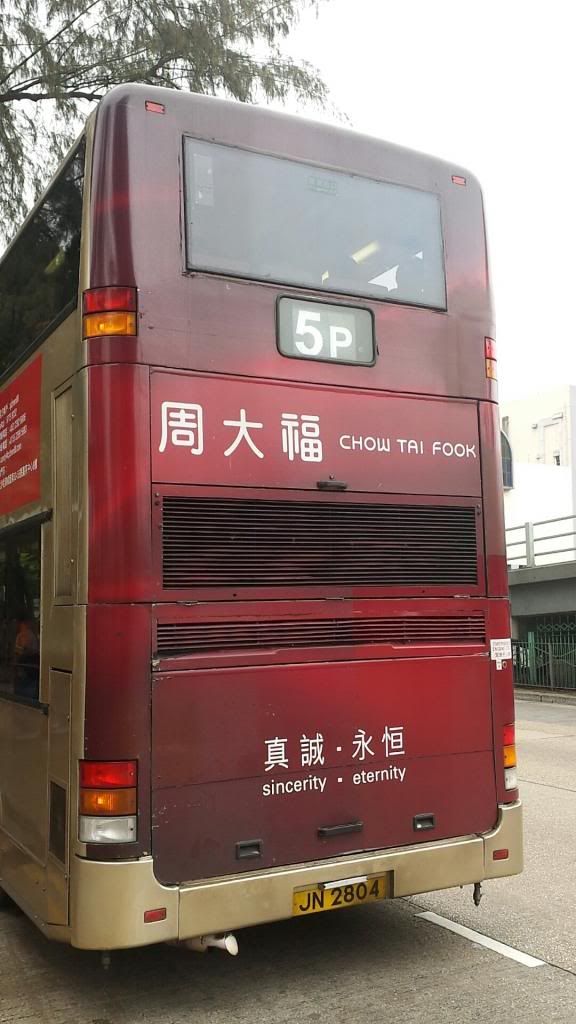 5P
周大福 CHOW TAI FOOK
真誠·永恒
sincerity ▪ eternity
JN 2804